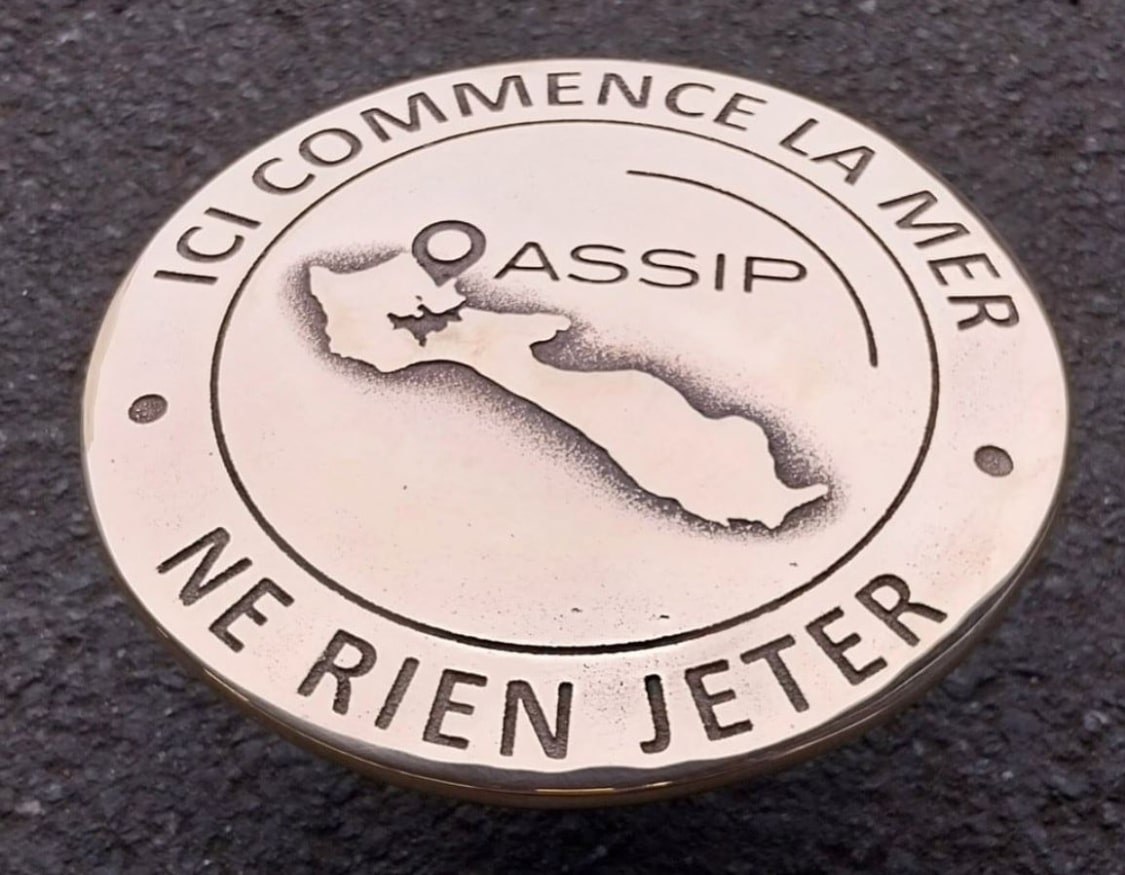 ICI COMMENCE LA MER
ASSIP
NE RIEN JETER